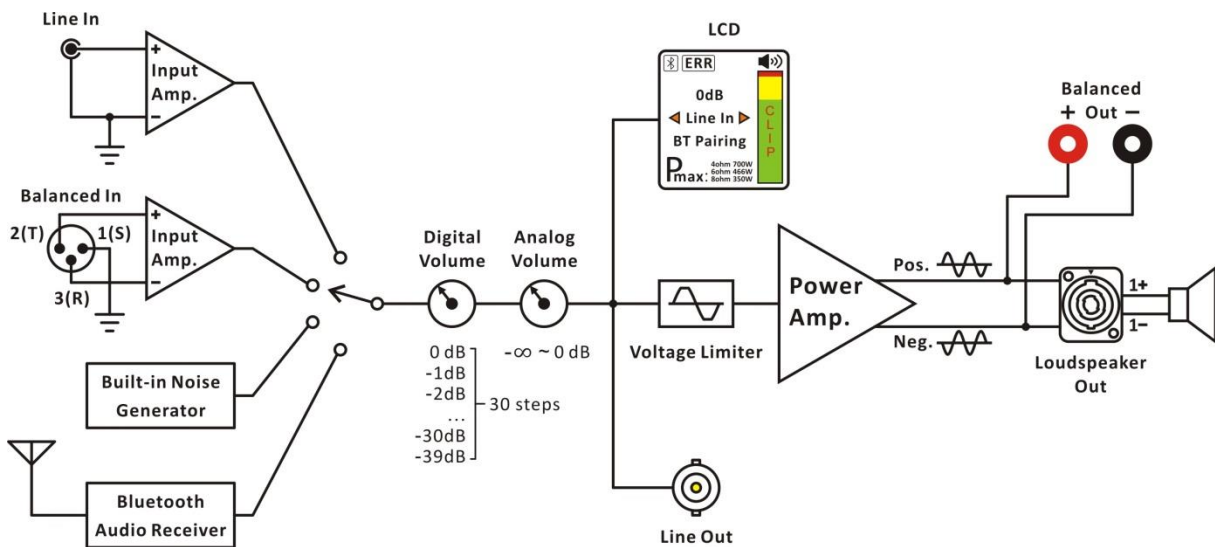 Line In
+
Input
Amp.
−
Balanced In
2(T)
1(S)
3(R)
+
Input
Amp.
−
Built-in Noise
Generator
Bluetooth
Audio Receiver
Digital
Volume
0 dB
-1dB
-2dB
...
-30dB
-39dB
30 steps
Analog
Volume
-∞ ~ 0 dB
LCD
ERR
0dB
Line In
BT Pairing
Pmax:
4ohm 700W
6ohm 466W
8ohm 350W
CLIP
Voltage Limiter
Line Out
Power
Amp.
Pos.
Neg.
Balanced
+ Out −
1+
1−
Loudspeaker
Out